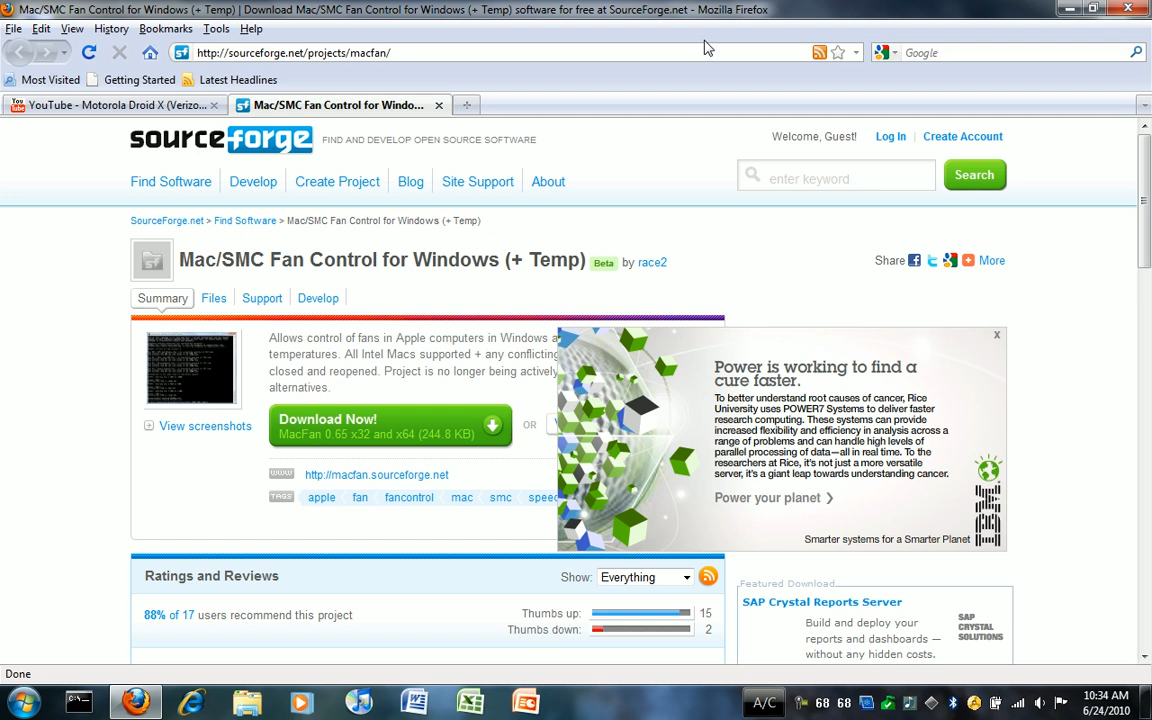 Mac/SMC Fan Control for Windows (+ Temp) | Download Mac/SMC Fan Control for Windows (+ Temp) software for free at SourceForge.net - Mozilla Firefox
File Edit View History Bookmarks Tools Help
http://sourceforge.net/projects/macfan/
Google
Most Visited Getting Started Latest Headlines
YouTube - Motorola Droid X (Verizo...
Mac/SMC Fan Control for Windo...
sourceforge FIND AND DEVELOP OPEN SOURCE SOFTWARE
Welcome, Guest! Log In Create Account
Find Software Develop Create Project Blog Site Support About
enter keyword Search
SourceForge.net > Find Software > Mac/SMC Fan Control for Windows (+ Temp)
Mac/SMC Fan Control for Windows (+ Temp) Beta by race2
Share More
Summary Files Support Develop
Allows control of fans in Apple computers in Windows a
temperatures. All Intel Macs supported + any conflicting
closed and reopened. Project is no longer being actively
alternatives.
View screenshots
Download Now!
MacFan 0.65 x32 and x64 (244.8 KB)
OR
WWW http://macfan.sourceforge.net
TAGS apple fan fancontrol mac smc speed
x
Power is working to find a
cure faster.
To better understand root causes of cancer, Rice
University uses POWER7 Systems to deliver faster
research computing. These systems can provide
increased flexibility and efficiency in analysis across a
range of problems and can handle high levels of
parallel processing of data—all in real time. To the
researchers at Rice, it's not just a more versatile
server, it's a giant leap towards understanding cancer.
Power your planet ❯
Smarter systems for a Smarter Planet
IBM
Ratings and Reviews
Show: Everything
88% of 17 users recommend this project
Thumbs up: 15
Thumbs down: 2
Featured Download
SAP Crystal Reports Server
Build and deploy your
reports and dashboards —
without any hidden costs.
SAP
CRYSTAL
SOLUTIONS
Done
A/C 68 68
10:34 AM
6/24/2010